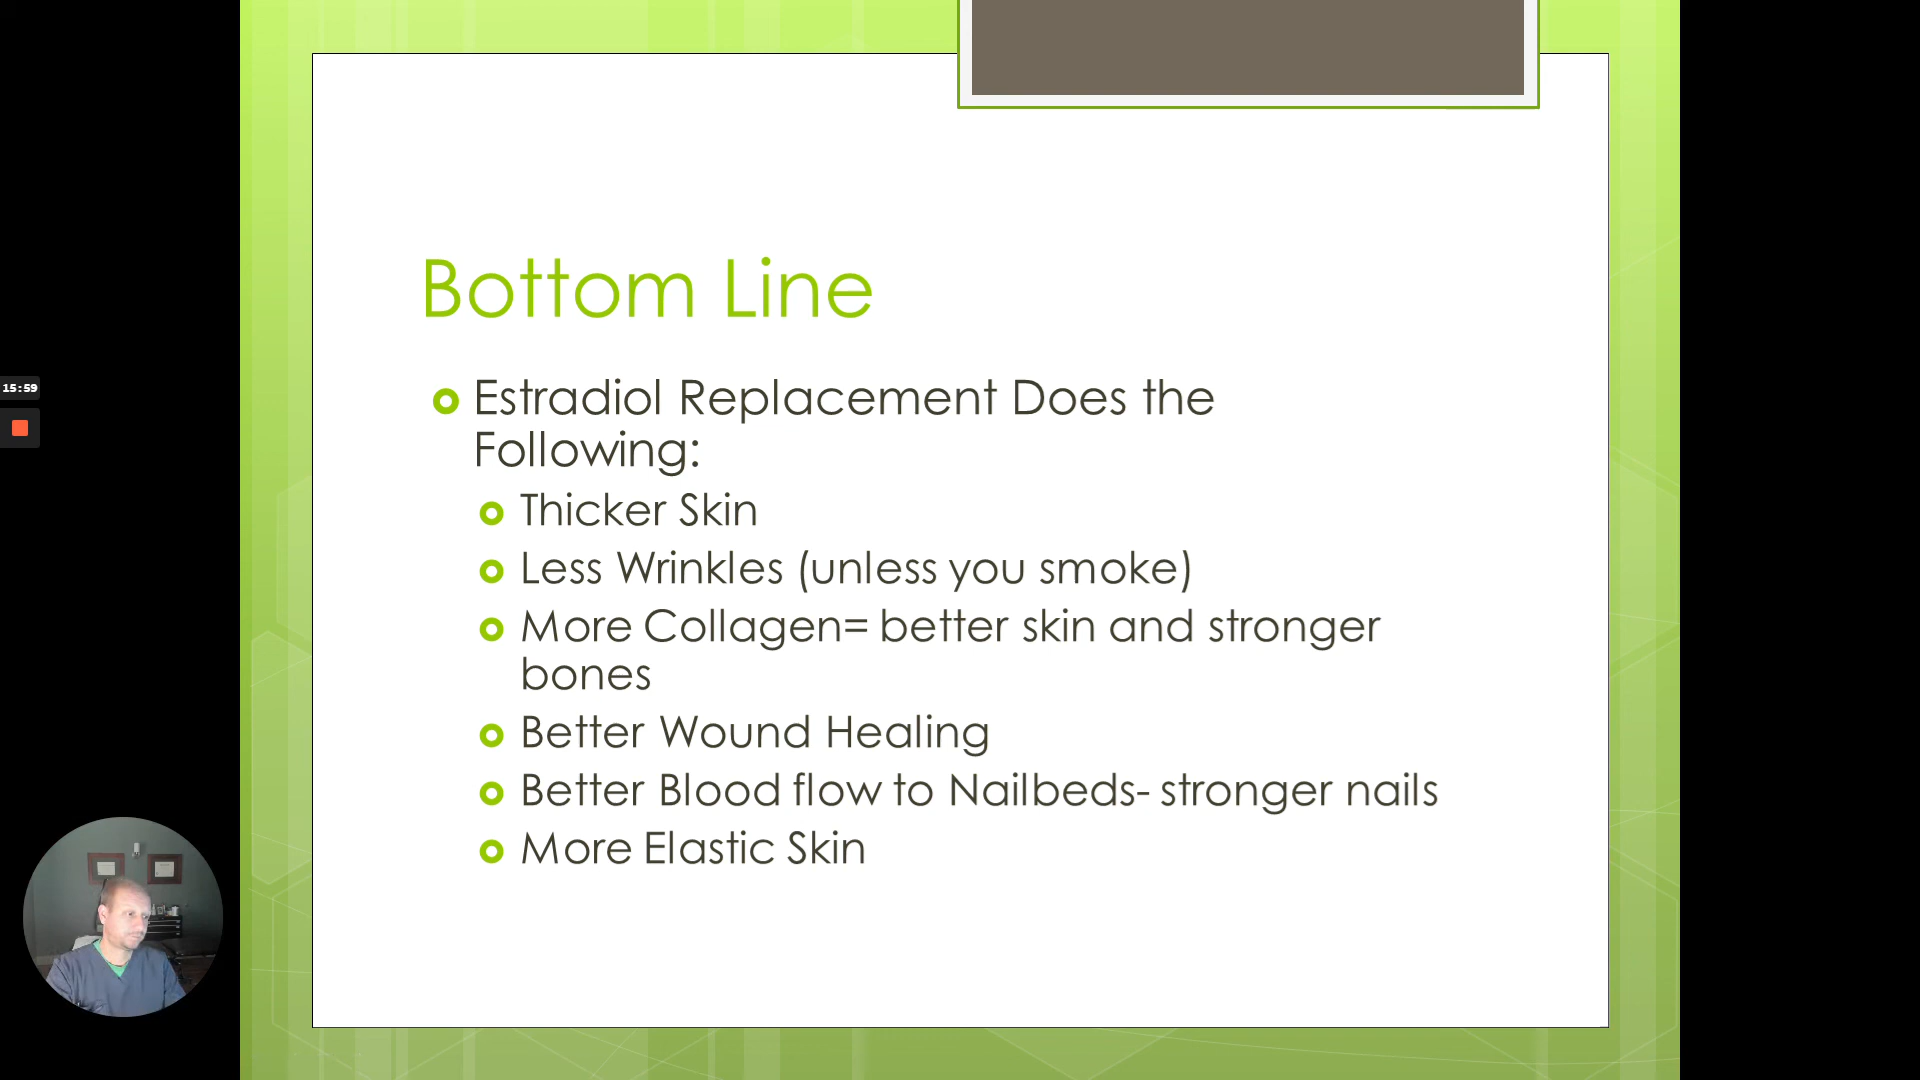 Bottom Line
Estradiol Replacement Does the
Following:
Thicker Skin
Less Wrinkles (unless you smoke)
More Collagen= better skin and stronger
bones
Better Wound Healing
Better Blood flow to Nailbeds- stronger nails
More Elastic Skin
15:59